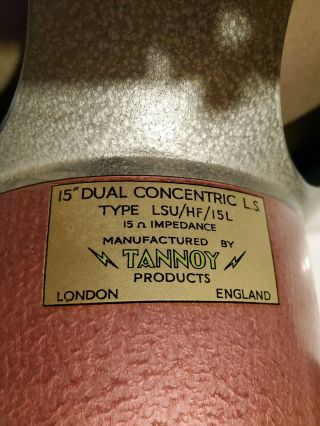 15" DUAL CONCENTRIC L.S.
TYPE LSU/HF/15L
15 Ω IMPEDANCE
MANUFACTURED BY
TANNOY
PRODUCTS
LONDON ENGLAND